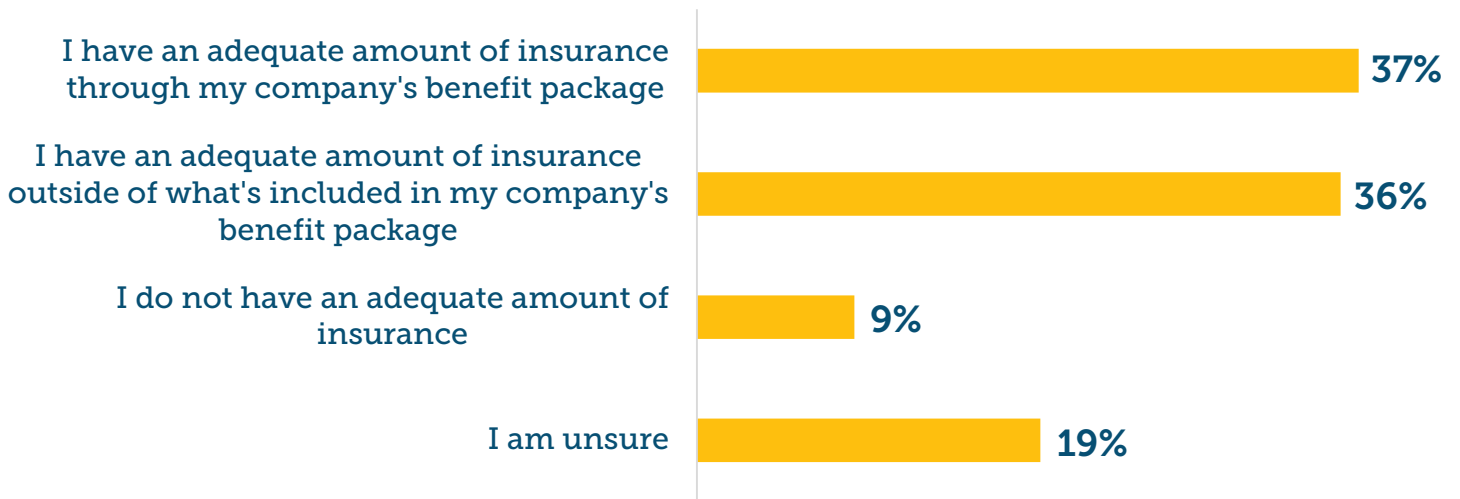 I have an adequate amount of insurance
through my company's benefit package
37%
I have an adequate amount of insurance
outside of what's included in my company's
benefit package
36%
I do not have an adequate amount of
insurance
9%
I am unsure
19%